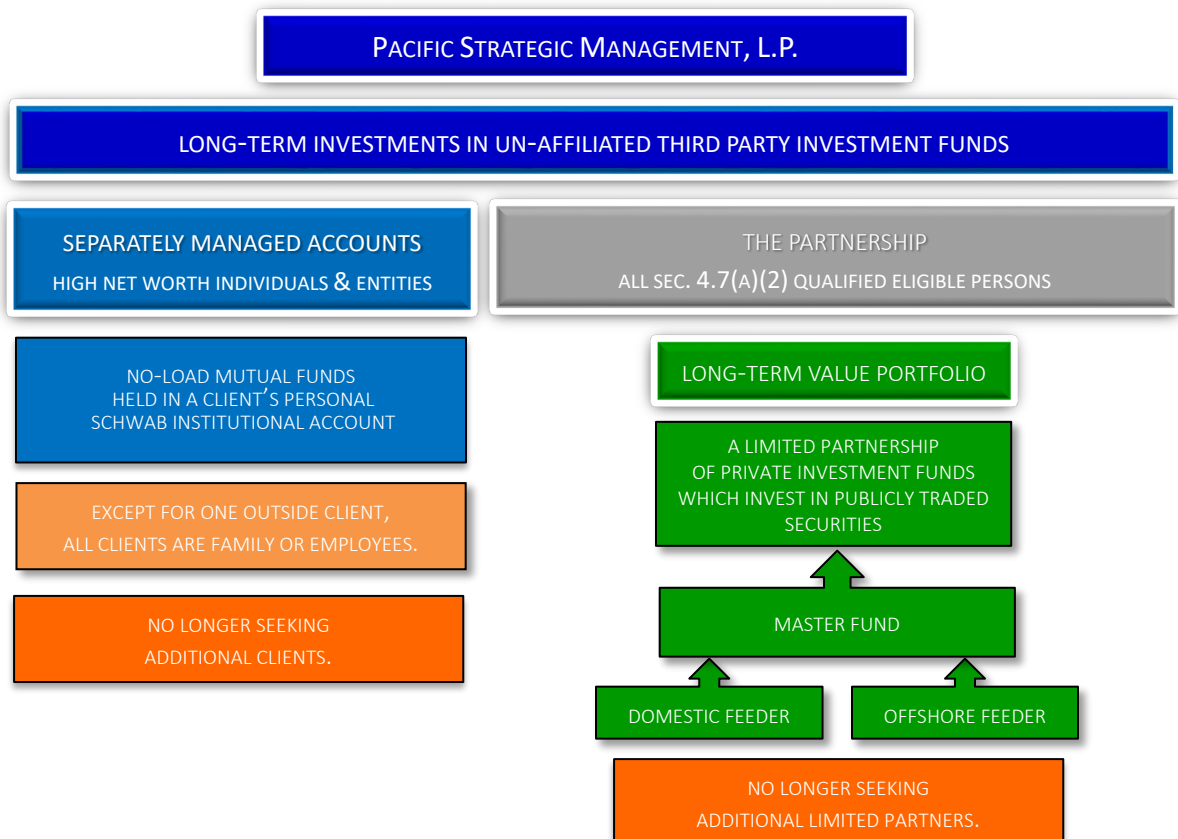 PACIFIC STRATEGIC MANAGEMENT, L.P.
LONG-TERM INVESTMENTS IN UN-AFFILIATED THIRD PARTY INVESTMENT FUNDS
SEPARATELY MANAGED ACCOUNTS
HIGH NET WORTH INDIVIDUALS & ENTITIES
THE PARTNERSHIP
ALL SEC. 4.7(A)(2) QUALIFIED ELIGIBLE PERSONS
NO-LOAD MUTUAL FUNDS
HELD IN A CLIENT'S PERSONAL
SCHWAB INSTITUTIONAL ACCOUNT
EXCEPT FOR ONE OUTSIDE CLIENT,
ALL CLIENTS ARE FAMILY OR EMPLOYEES.
NO LONGER SEEKING
ADDITIONAL CLIENTS.
LONG-TERM VALUE PORTFOLIO
A LIMITED PARTNERSHIP
OF PRIVATE INVESTMENT FUNDS
WHICH INVEST IN PUBLICLY TRADED
SECURITIES
MASTER FUND
DOMESTIC FEEDER
OFFSHORE FEEDER
NO LONGER SEEKING
ADDITIONAL LIMITED PARTNERS.